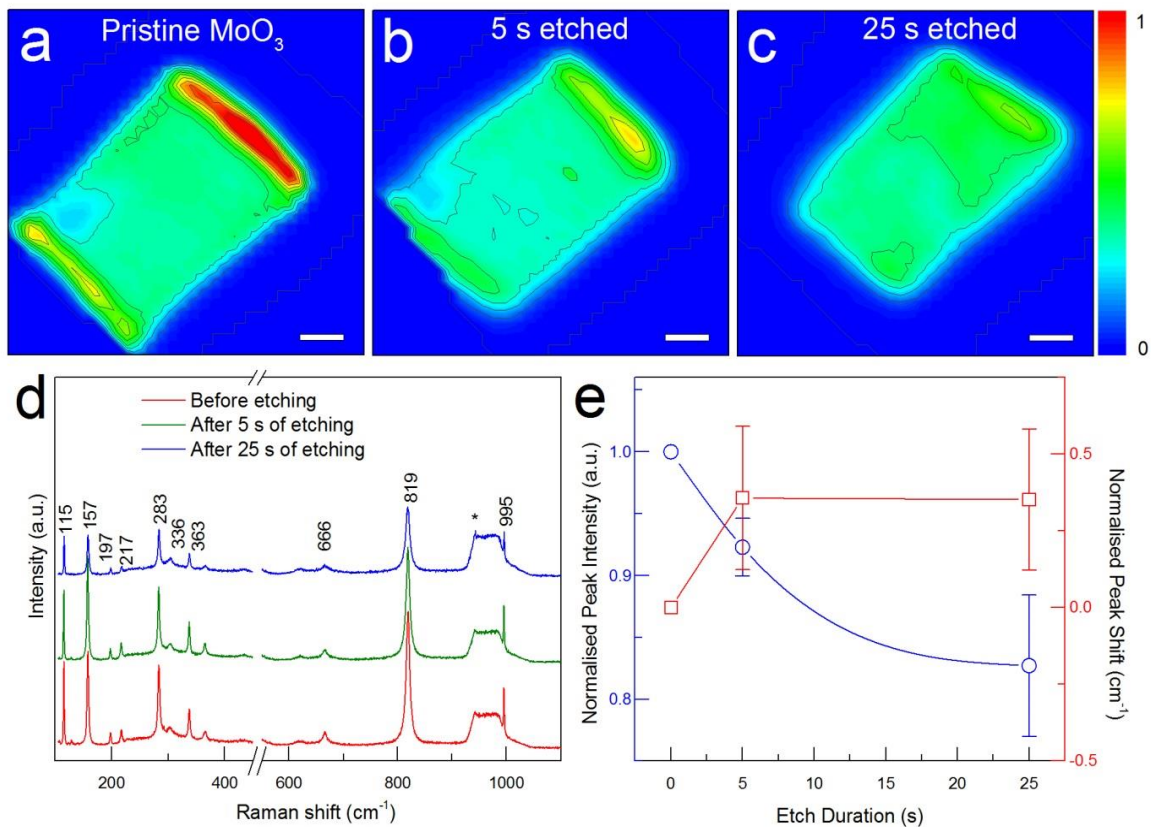 a
Pristine MoO₃
b
5 s etched
c
25 s etched
1
0
d
Before etching
After 5 s of etching
After 25 s of etching
115
157
197
217
283
336
363
666
819
*
995
Intensity (a.u.)
200
400
600
800
1000
Raman shift (cm⁻¹)
e
Normalised Peak Intensity (a.u.)
1.0
0.9
0.8
0.5
0.0
-0.5
Normalised Peak Shift (cm⁻¹)
0
5
10
15
20
25
Etch Duration (s)